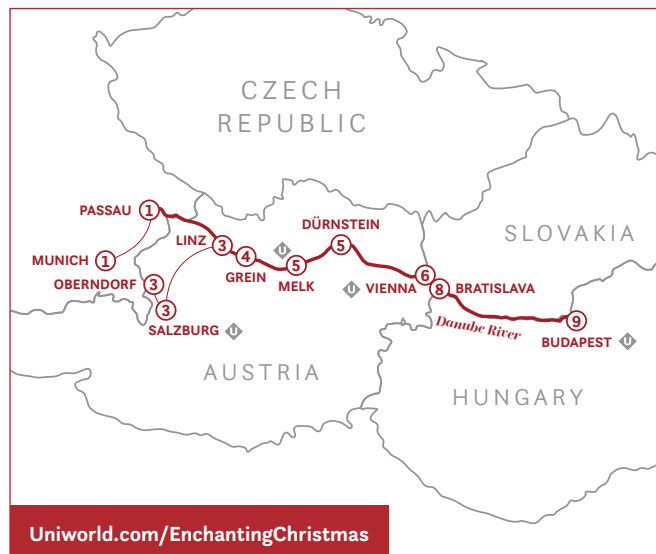 CZECH
REPUBLIC
PASSAU
1
DÜRNSTEIN
SLOVAKIA
LINZ
3
U
5
MUNICH
1
GREIN
4
MELK
5
OBERNDORF
3
VIENNA
6
U
8
BRATISLAVA
3
SALZBURG
U
Danube River
9
BUDAPEST
U
AUSTRIA
HUNGARY
Uniworld.com/EnchantingChristmas